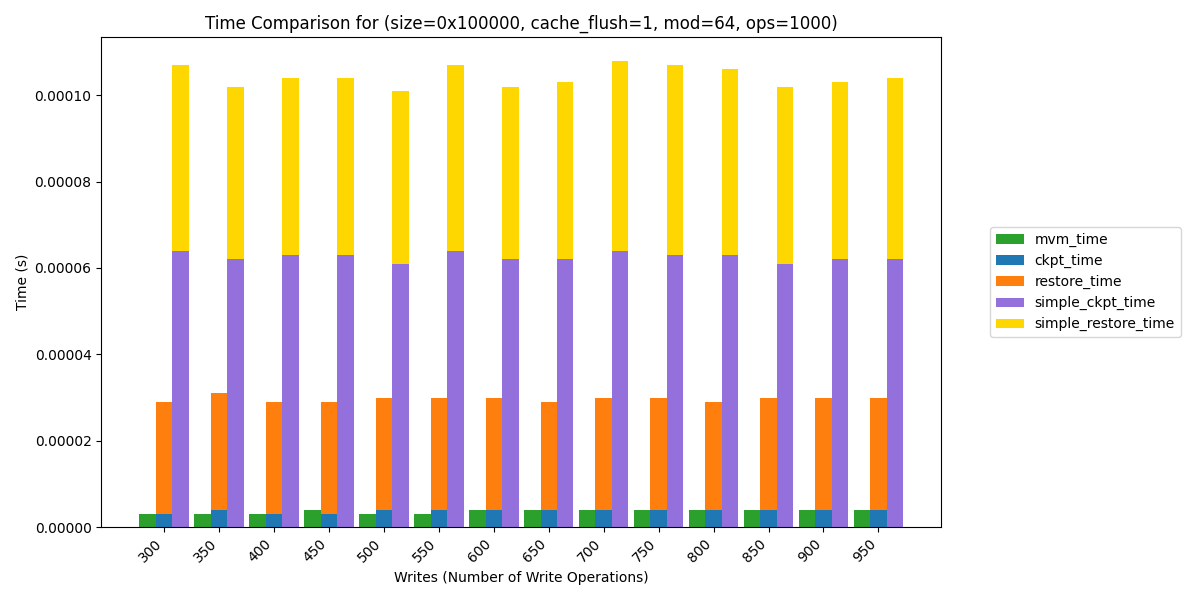 Time Comparison for (size=0x100000, cache_flush=1, mod=64, ops=1000)
Time (s)
0.00010
0.00008
0.00006
0.00004
0.00002
0.00000
300 350 400 450 500 550 600 650 700 750 800 850 900 950
Writes (Number of Write Operations)
mvm_time
ckpt_time
restore_time
simple_ckpt_time
simple_restore_time